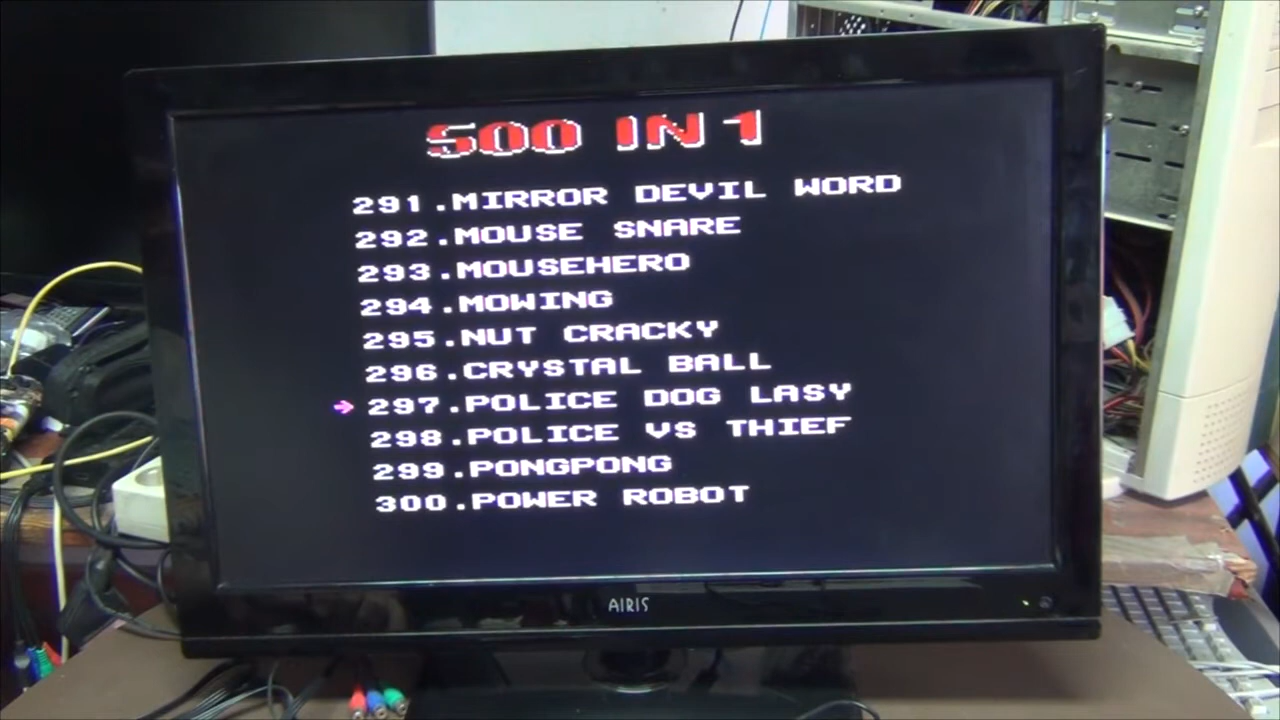 500 IN 1
291.MIRROR DEVIL WORD
292.MOUSE SNARE
293.MOUSEHERO
294.MOWING
295.NUT CRACKY
296.CRYSTAL BALL
297.POLICE DOG LASY
298.POLICE VS THIEF
299.PONGPONG
300.POWER ROBOT
AIRIS